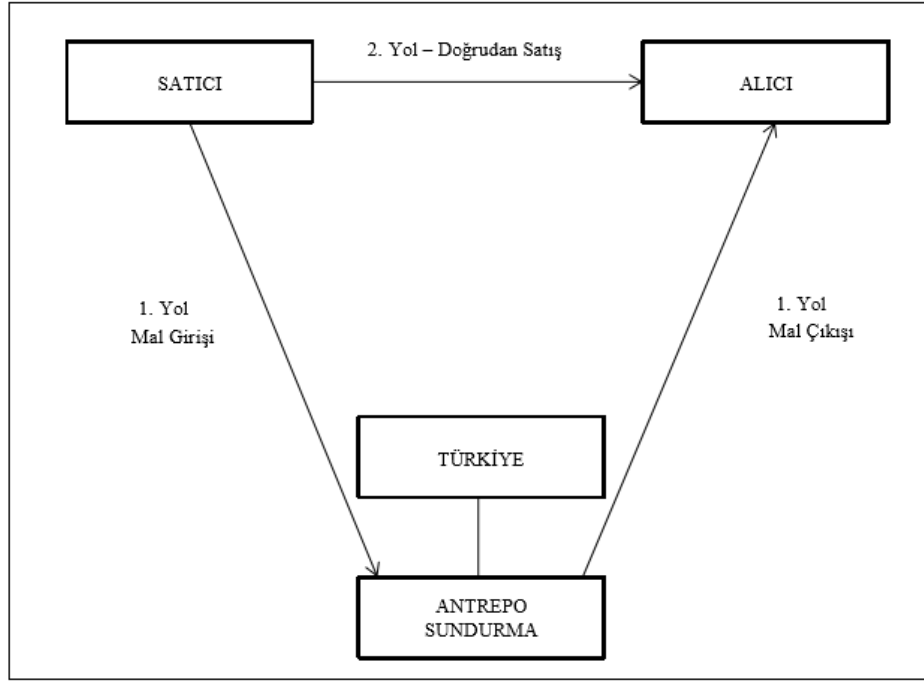 2. Yol – Doğrudan Satış
SATICI
ALICI
1. Yol
Mal Girişi
1. Yol
Mal Çıkışı
TÜRKİYE
ANTREPO
SUNDURMA